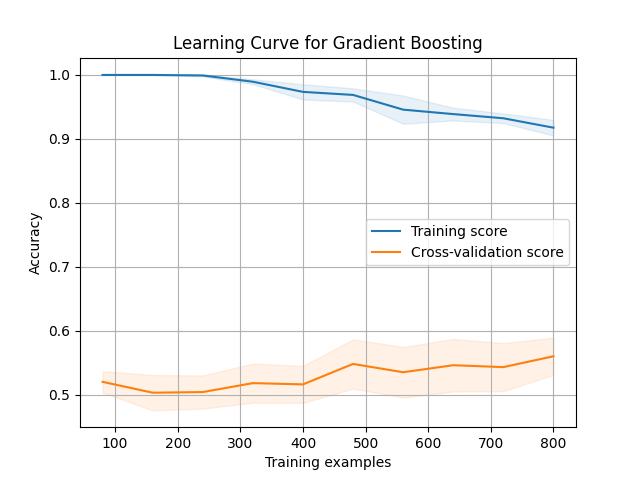 Learning Curve for Gradient Boosting
1.0
0.9
0.8
0.7
0.6
0.5
Accuracy
Training score
Cross-validation score
100 200 300 400 500 600 700 800
Training examples